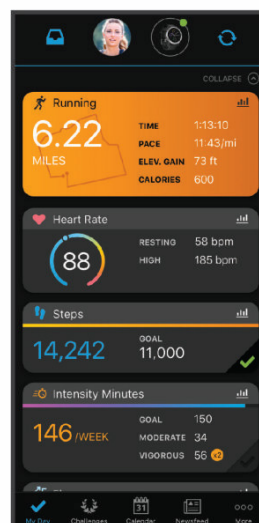 COLLAPSE
Running
6.22
MILES
TIME 1:13:10
PACE 11:43/mi
ELEV. GAIN 73 ft
CALORIES 600
Heart Rate
88
RESTING 58 bpm
HIGH 185 bpm
Steps
14,242
GOAL
11,000
Intensity Minutes
146 /WEEK
GOAL 150
MODERATE 34
VIGOROUS 56 x2
31
My Day Challenges Calendar Newsfeed More